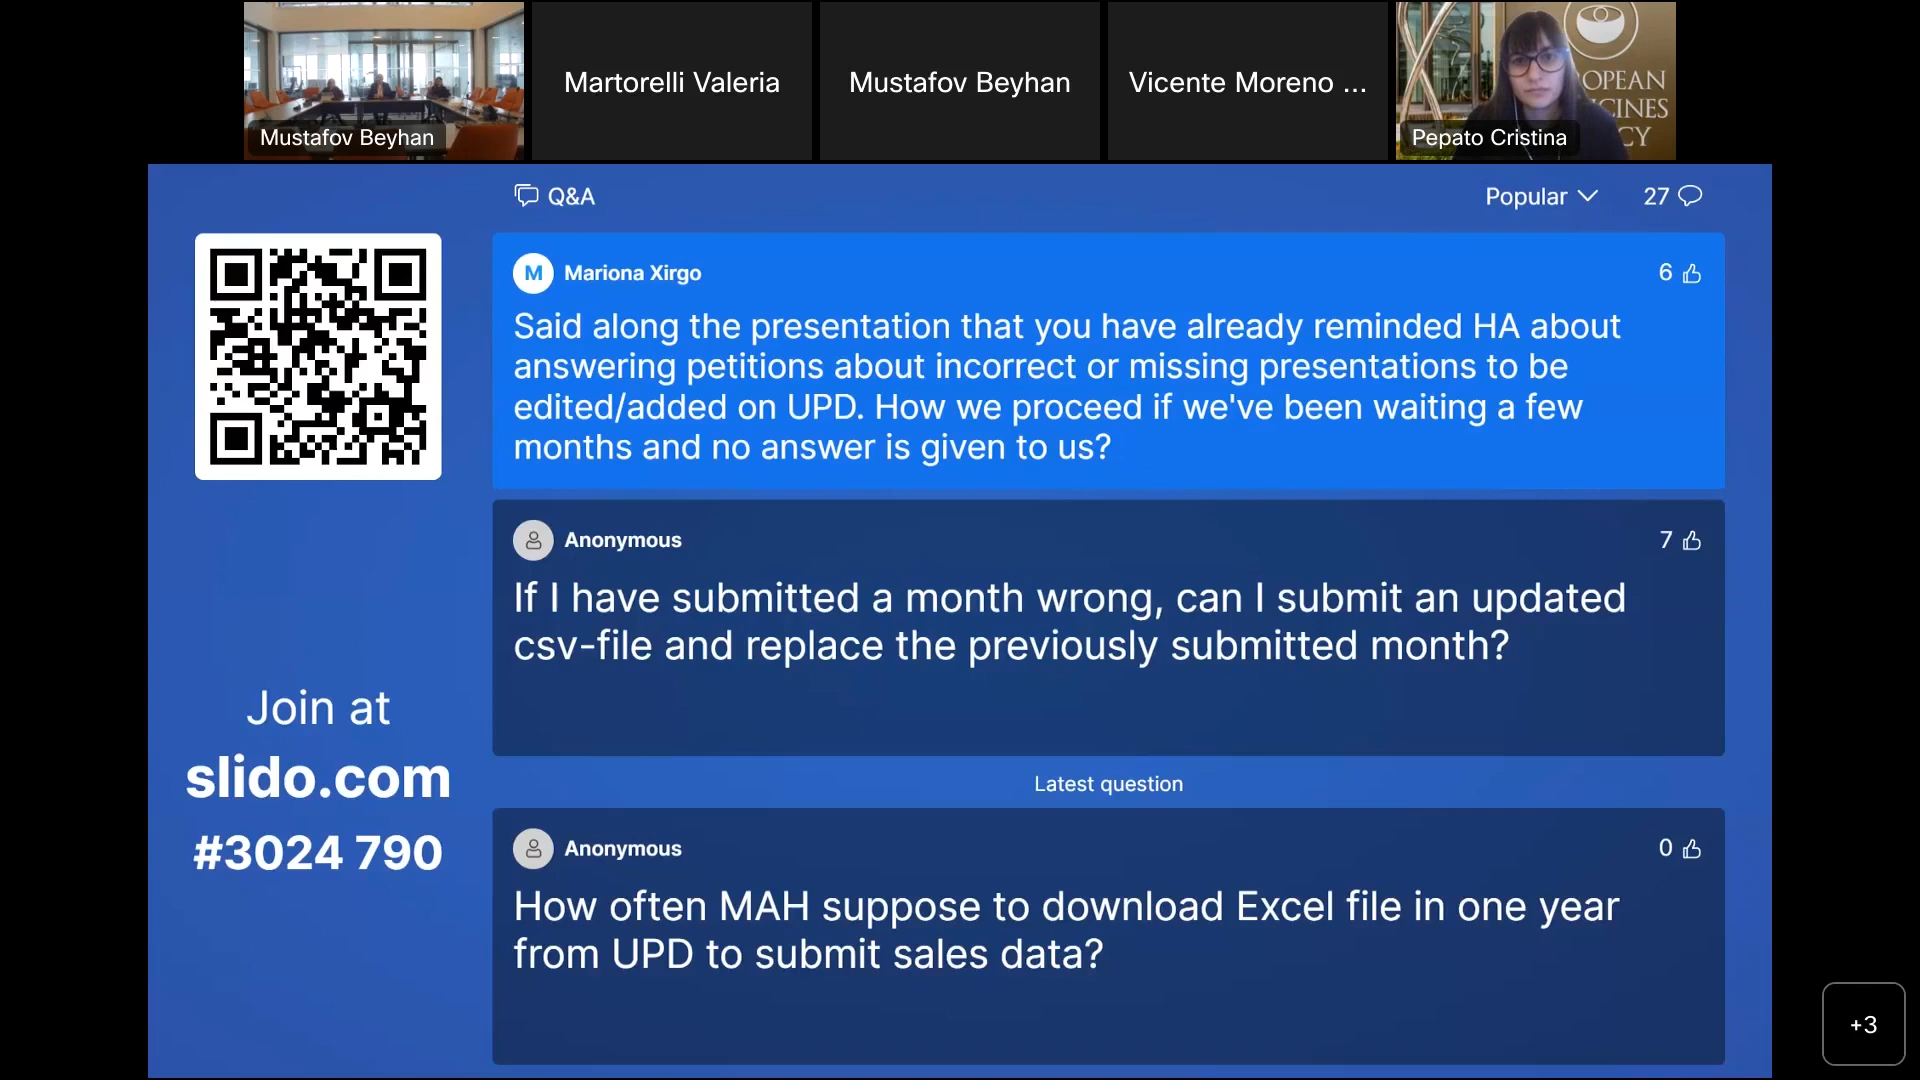 Mustafov Beyhan
Martorelli Valeria
Mustafov Beyhan
Vicente Moreno ...
OPEAN
CINES
CY
Pepato Cristina
Q&A
Popular
27
M
Mariona Xirgo
6
Said along the presentation that you have already reminded HA about
answering petitions about incorrect or missing presentations to be
edited/added on UPD. How we proceed if we've been waiting a few
months and no answer is given to us?
Anonymous
7
If I have submitted a month wrong, can I submit an updated
csv-file and replace the previously submitted month?
Join at
slido.com
#3024 790
Latest question
Anonymous
0
How often MAH suppose to download Excel file in one year
from UPD to submit sales data?
+3